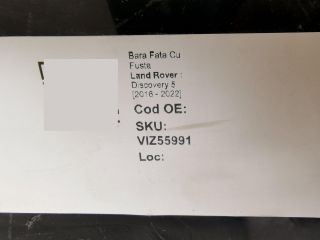 Bara Fata Cu
Fusta
Land Rover :
Discovery 5
[2016 - 2022]
Cod OE:
SKU:
VIZ55991
Loc: